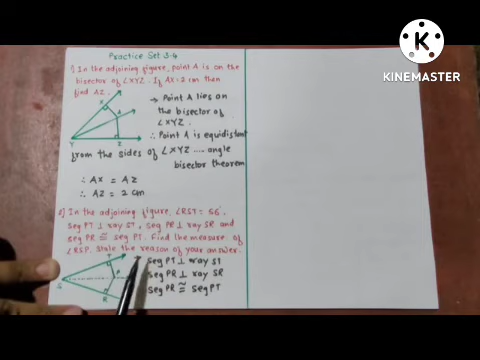 Practice Set 3.4
1) In the adjoining figure, point A is on the
bisector of ∠XYZ. If AX = 2 cm then
find AZ.
X
A
Y
Z
→ Point A lies on
the bisector of
∠XYZ.
∴ Point A is equidistant
from the sides of ∠XYZ .... angle
bisector theorem
∴ AX = AZ
∴ AZ = 2 cm
2) In the adjoining figure, ∠RST = 56°,
seg PT ⊥ ray ST, seg PR ⊥ ray SR and
seg PR ≅ seg PT. Find the measure of
∠RSP. State the reason of your answer.
T
P
S
R
→ seg PT ⊥ ray ST
seg PR ⊥ ray SR
seg PR ≅ seg PT
K
KINEMASTER